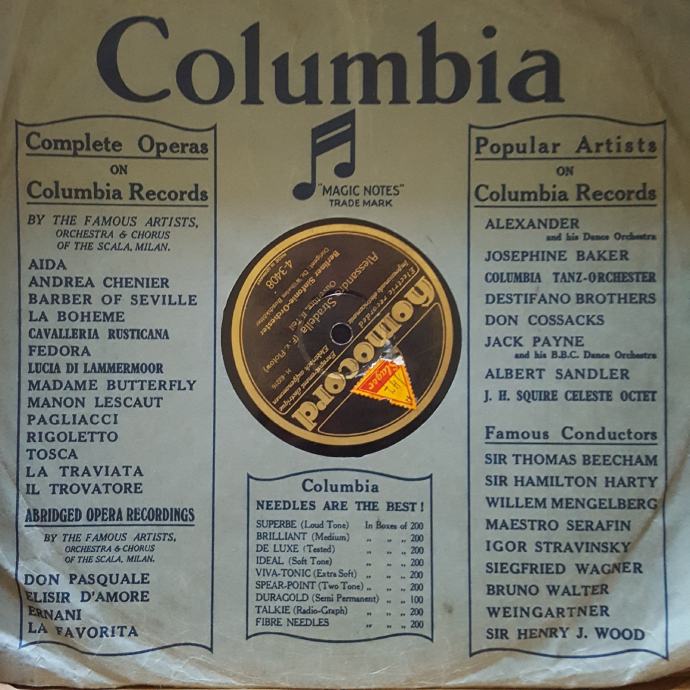 Columbia
"MAGIC NOTES"
TRADE MARK
Complete Operas
ON
Columbia Records
BY THE FAMOUS ARTISTS,
ORCHESTRA & CHORUS
OF THE SCALA, MILAN.
AIDA
ANDREA CHENIER
BARBER OF SEVILLE
LA BOHEME
CAVALLERIA RUSTICANA
FEDORA
LUCIA DI LAMMERMOOR
MADAME BUTTERFLY
MANON LESCAUT
PAGLIACCI
RIGOLETTO
TOSCA
LA TRAVIATA
IL TROVATORE
ABRIDGED OPERA RECORDINGS
BY THE FAMOUS ARTISTS,
ORCHESTRA & CHORUS
OF THE SCALA, MILAN.
DON PASQUALE
ELISIR D'AMORE
ERNANI
LA FAVORITA
Homocord
Electric recorded
Alessandro Stradella (F. v. Flotow)
Ouverture, II. Teil
Berliner Sinfonie-Orchester
4-3408
Columbia
NEEDLES ARE THE BEST!
SUPERBE (Loud Tone) In Boxes of 200
BRILLIANT (Medium) „ „ „ 200
DE LUXE (Tested) „ „ „ 200
IDEAL (Soft Tone) „ „ „ 200
VIVA-TONIC (Extra Soft) „ „ „ 200
SPEAR-POINT (Two Tone) „ „ „ 200
DURAGOLD (Semi Permanent) „ „ „ 100
TALKIE (Radio-Graph) „ „ „ 200
FIBRE NEEDLES „ „ „ 200
Popular Artists
ON
Columbia Records
ALEXANDER
and his Dance Orchestra
JOSEPHINE BAKER
COLUMBIA TANZ-ORCHESTER
DESTIFANO BROTHERS
DON COSSACKS
JACK PAYNE
and his B.B.C. Dance Orchestra
ALBERT SANDLER
J. H. SQUIRE CELESTE OCTET
Famous Conductors
SIR THOMAS BEECHAM
SIR HAMILTON HARTY
WILLEM MENGELBERG
MAESTRO SERAFIN
IGOR STRAVINSKY
SIEGFRIED WAGNER
BRUNO WALTER
WEINGARTNER
SIR HENRY J. WOOD